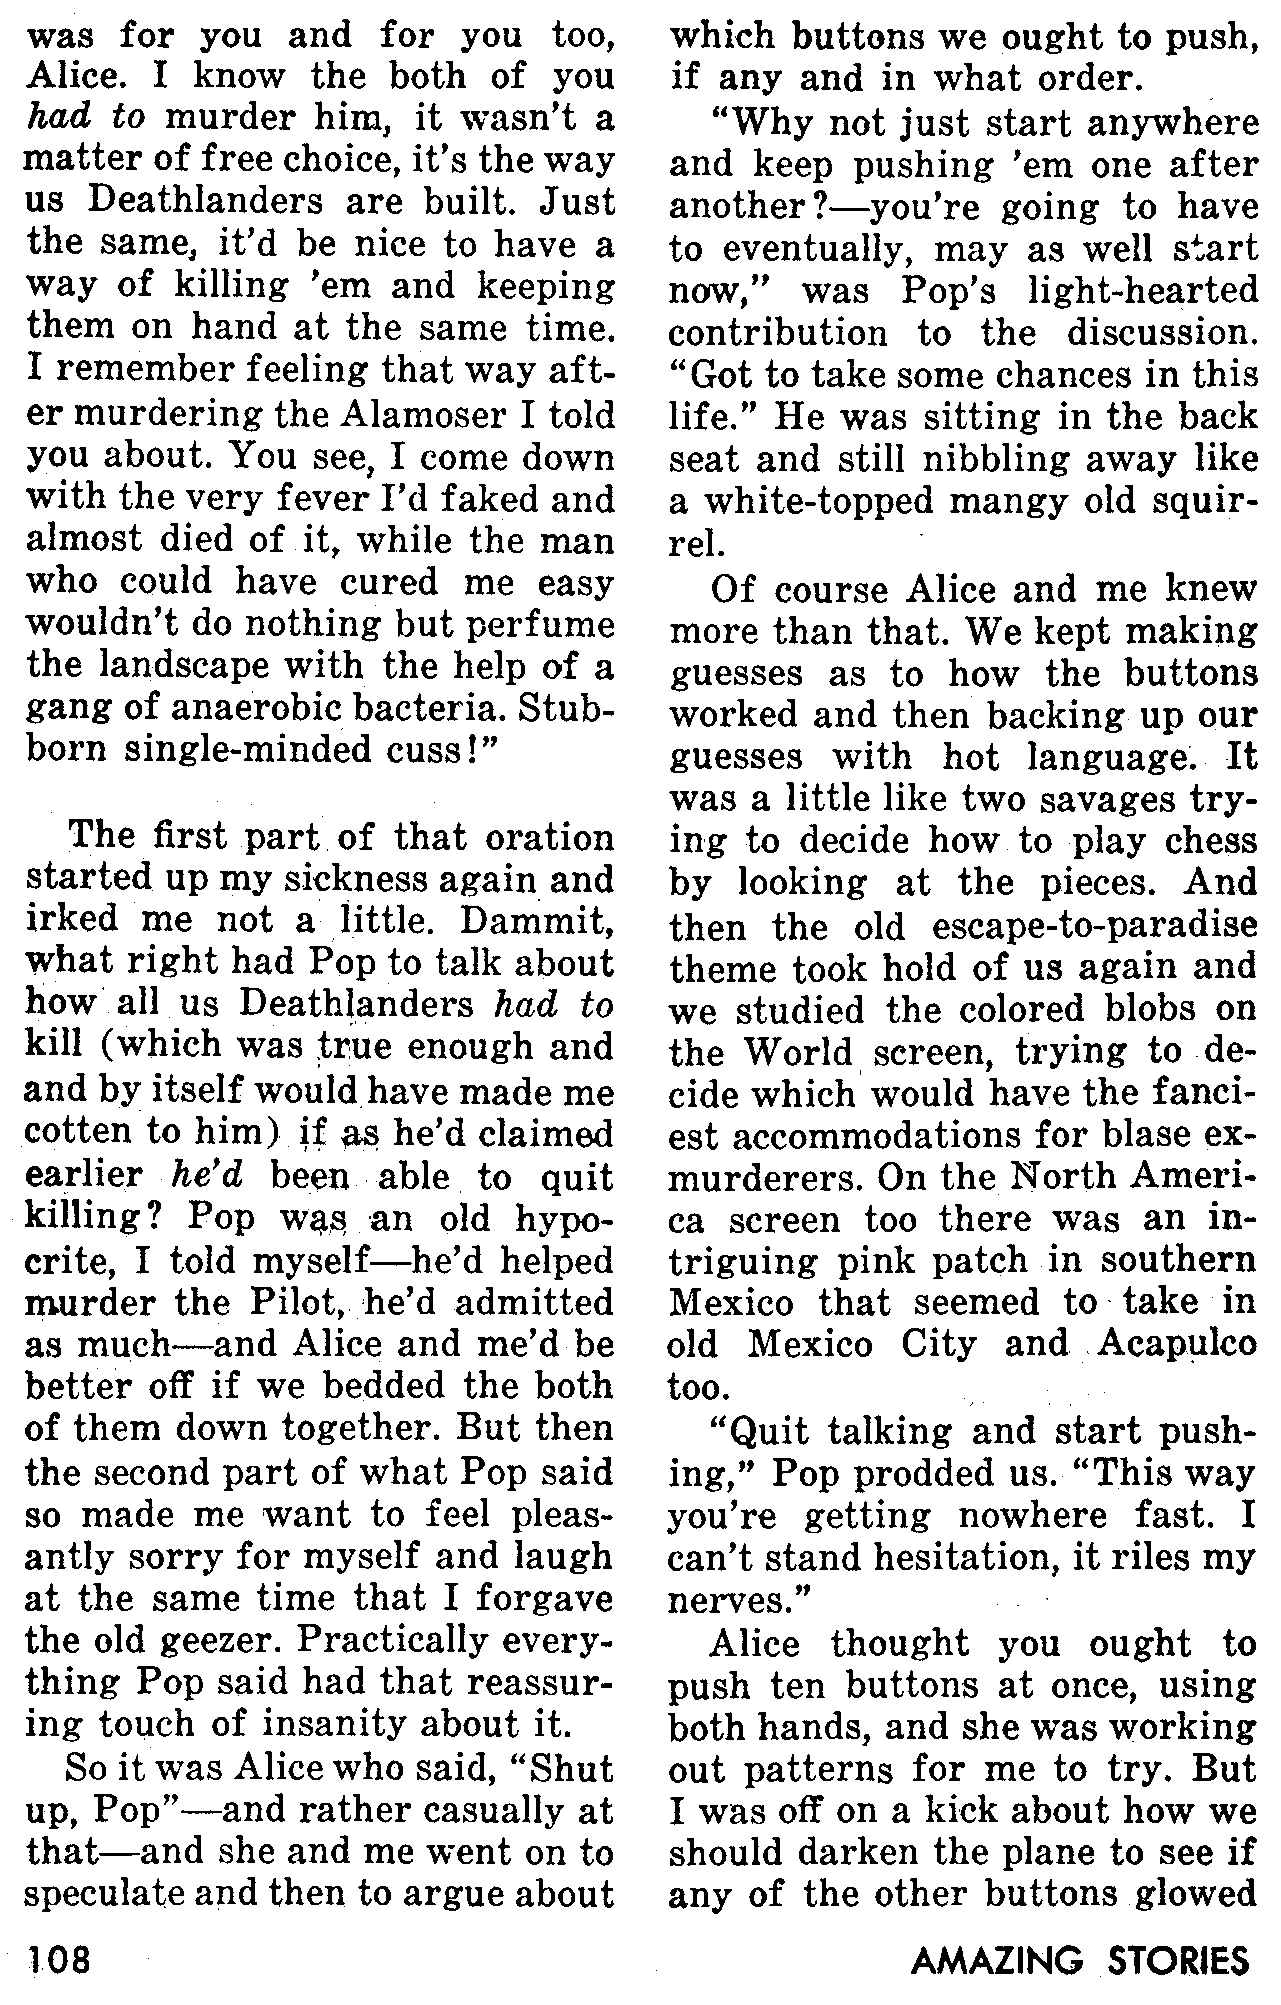 was for you and for you too,
Alice. I know the both of you
had to murder him, it wasn't a
matter of free choice, it's the way
us Deathlanders are built. Just
the same, it'd be nice to have a
way of killing 'em and keeping
them on hand at the same time.
I remember feeling that way aft-
er murdering the Alamoser I told
you about. You see, I come down
with the very fever I'd faked and
almost died of it, while the man
who could have cured me easy
wouldn't do nothing but perfume
the landscape with the help of a
gang of anaerobic bacteria. Stub-
born single-minded cuss!"
The first part of that oration
started up my sickness again and
irked me not a little. Dammit,
what right had Pop to talk about
how all us Deathlanders had to
kill (which was true enough and
and by itself would have made me
cotten to him) if as he'd claimed
earlier he'd been able to quit
killing? Pop was an old hypo-
crite, I told myself—he'd helped
murder the Pilot, he'd admitted
as much—and Alice and me'd be
better off if we bedded the both
of them down together. But then
the second part of what Pop said
so made me want to feel pleas-
antly sorry for myself and laugh
at the same time that I forgave
the old geezer. Practically every-
thing Pop said had that reassur-
ing touch of insanity about it.
So it was Alice who said, "Shut
up, Pop"—and rather casually at
that—and she and me went on to
speculate and then to argue about
which buttons we ought to push,
if any and in what order.
"Why not just start anywhere
and keep pushing 'em one after
another?—you're going to have
to eventually, may as well start
now," was Pop's light-hearted
contribution to the discussion.
"Got to take some chances in this
life." He was sitting in the back
seat and still nibbling away like
a white-topped mangy old squir-
rel.
Of course Alice and me knew
more than that. We kept making
guesses as to how the buttons
worked and then backing up our
guesses with hot language. It
was a little like two savages try-
ing to decide how to play chess
by looking at the pieces. And
then the old escape-to-paradise
theme took hold of us again and
we studied the colored blobs on
the World screen, trying to de-
cide which would have the fanci-
est accommodations for blase ex-
murderers. On the North Ameri-
ca screen too there was an in-
triguing pink patch in southern
Mexico that seemed to take in
old Mexico City and Acapulco
too.
"Quit talking and start push-
ing," Pop prodded us. "This way
you're getting nowhere fast. I
can't stand hesitation, it riles my
nerves."
Alice thought you ought to
push ten buttons at once, using
both hands, and she was working
out patterns for me to try. But
I was off on a kick about how we
should darken the plane to see if
any of the other buttons glowed
108
AMAZING STORIES